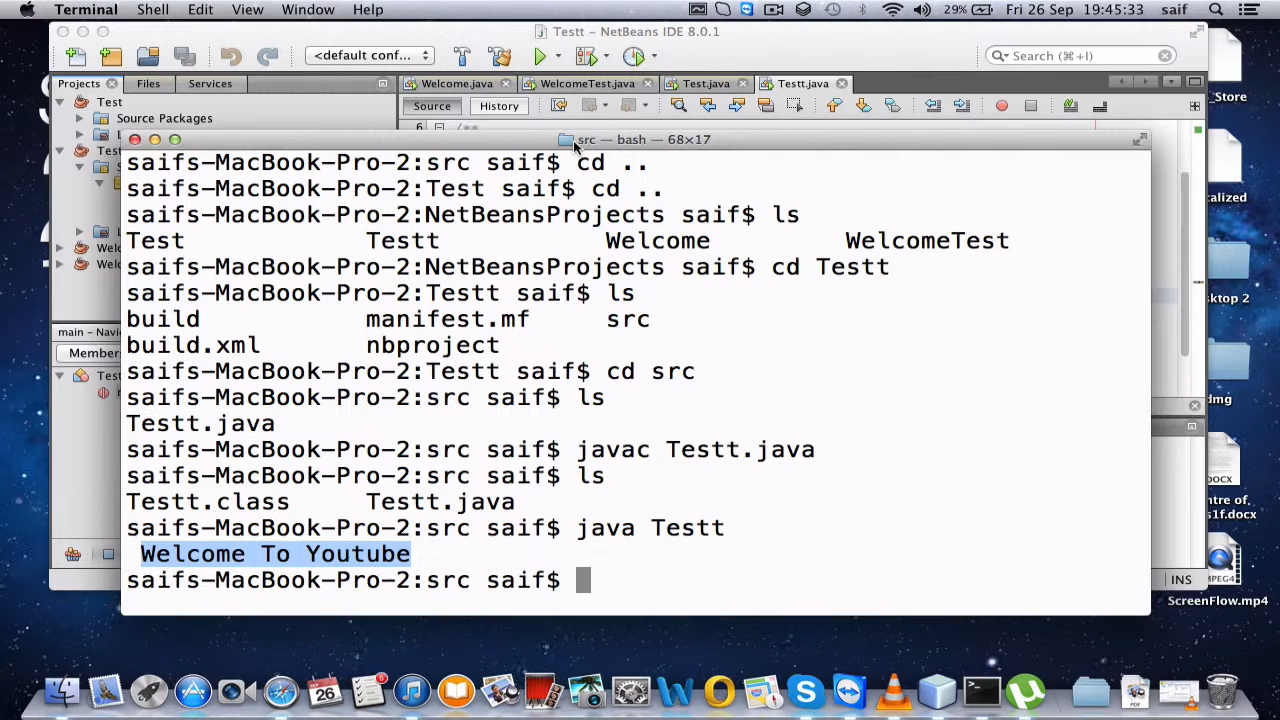 Terminal Shell Edit View Window Help 29% Fri 26 Sep 19:45:33 saif
Testt – NetBeans IDE 8.0.1
<default conf... Search (⌘+I)
Projects Files Services Welcome.java WelcomeTest.java Test.java Testt.java
Test Source History
Source Packages 6 /**
src — bash — 68×17
saifs-MacBook-Pro-2:src saif$ cd ..
saifs-MacBook-Pro-2:Test saif$ cd ..
saifs-MacBook-Pro-2:NetBeansProjects saif$ ls
Test Testt Welcome WelcomeTest
saifs-MacBook-Pro-2:NetBeansProjects saif$ cd Testt
saifs-MacBook-Pro-2:Testt saif$ ls
build manifest.mf src
build.xml nbproject
saifs-MacBook-Pro-2:Testt saif$ cd src
saifs-MacBook-Pro-2:src saif$ ls
Testt.java
saifs-MacBook-Pro-2:src saif$ javac Testt.java
saifs-MacBook-Pro-2:src saif$ ls
Testt.class Testt.java
saifs-MacBook-Pro-2:src saif$ java Testt
Welcome To Youtube
saifs-MacBook-Pro-2:src saif$
main – Navi
Members
Tes
INS
_Store
alized
sktop 2
dmg
DOCX
ntre of.
s1f.docx
MPEG4
ScreenFlow.mp4
26
5
PDF